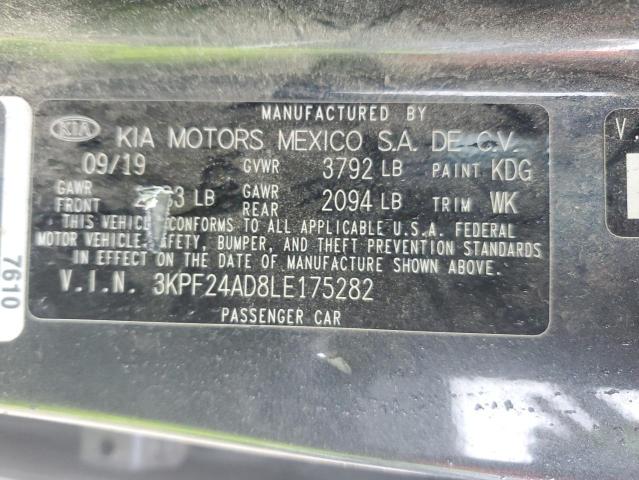 MANUFACTURED BY
KIA KIA MOTORS MEXICO S.A. DE C.V.
09/19 GVWR 3792 LB PAINT KDG
GAWR FRONT LB GAWR REAR 2094 LB TRIM WK
THIS VEHICLE CONFORMS TO ALL APPLICABLE U.S.A. FEDERAL
MOTOR VEHICLE SAFETY, BUMPER, AND THEFT PREVENTION STANDARDS
IN EFFECT ON THE DATE OF MANUFACTURE SHOWN ABOVE.
V.I.N. 3KPF24AD8LE175282
PASSENGER CAR
7610
V.